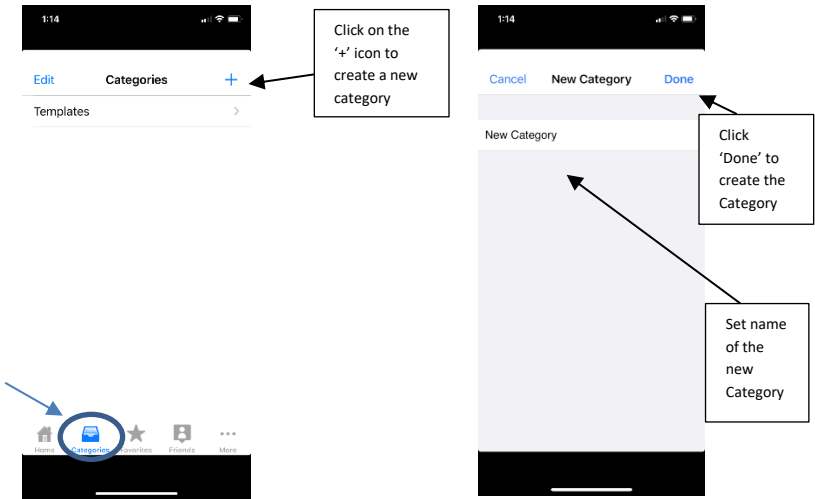 1:14
Edit Categories +
Templates >
Home Categories Favorites Friends More
Click on the
‘+’ icon to
create a new
category
1:14
Cancel New Category Done
New Category
Click
‘Done’ to
create the
Category
Set name
of the
new
Category